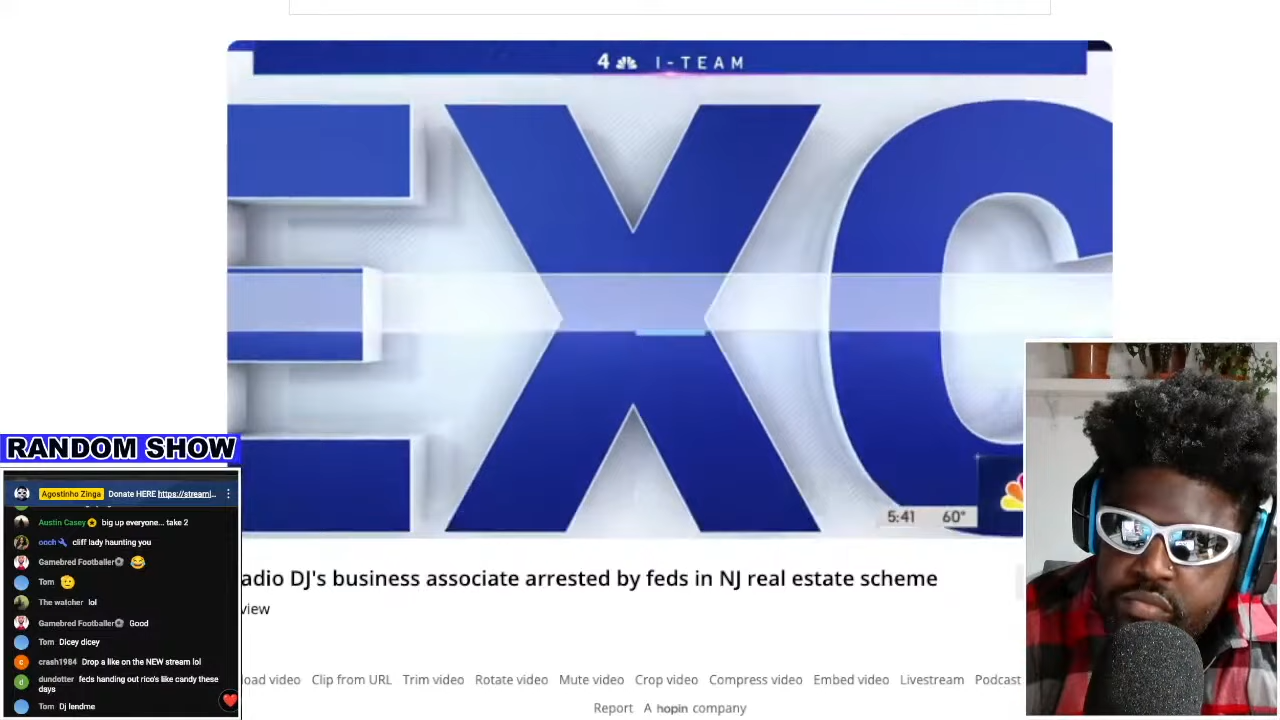 4 I-TEAM
EXC
5:41 60°
adio DJ's business associate arrested by feds in NJ real estate scheme
view
load video Clip from URL Trim video Rotate video Mute video Crop video Compress video Embed video Livestream Podcast
Report A hopin company
RANDOM SHOW
Agostinho Zinga Donate HERE https://streaml...
Austin Casey big up everyone... take 2
ooch cliff lady haunting you
Gamebred Footballer
Tom
The watcher lol
Gamebred Footballer Good
Tom Dicey dicey
crash1984 Drop a like on the NEW stream lol
dundotter feds handing out rico's like candy these
days
Tom Dj lendme